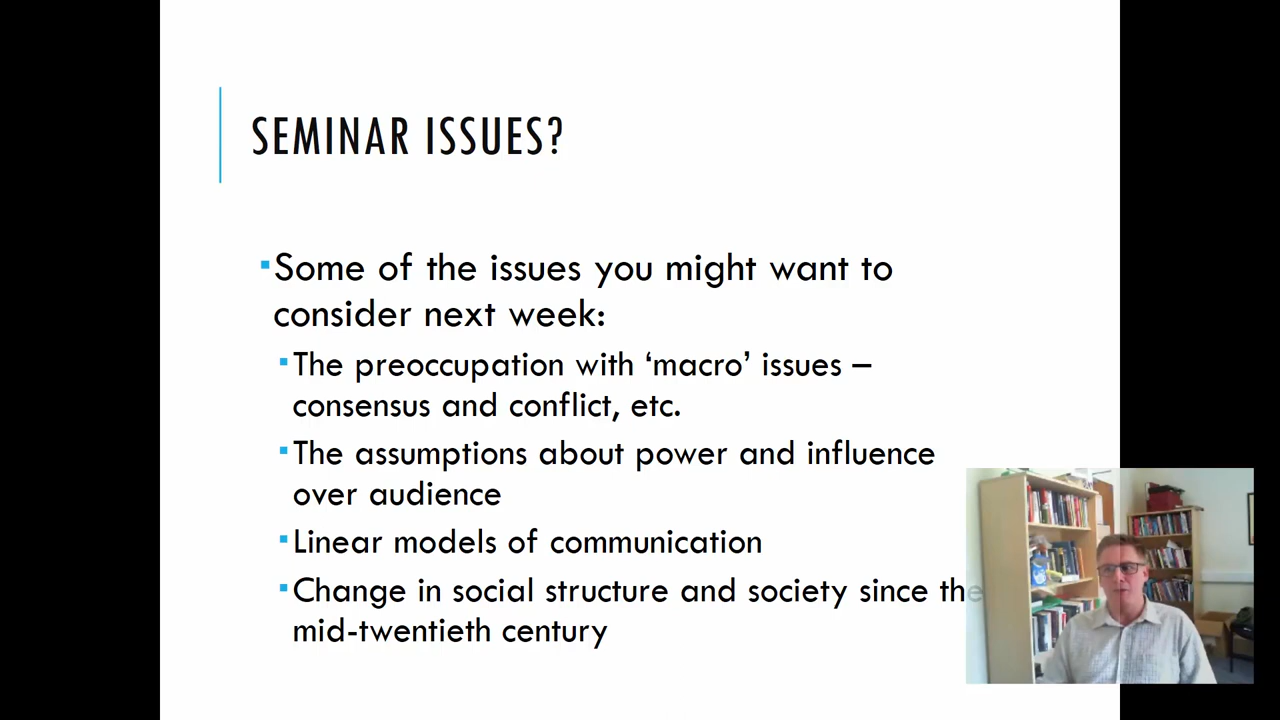 SEMINAR ISSUES?
▪Some of the issues you might want to
consider next week:
▪The preoccupation with ‘macro’ issues –
consensus and conflict, etc.
▪The assumptions about power and influence
over audience
▪Linear models of communication
▪Change in social structure and society since the
mid-twentieth century